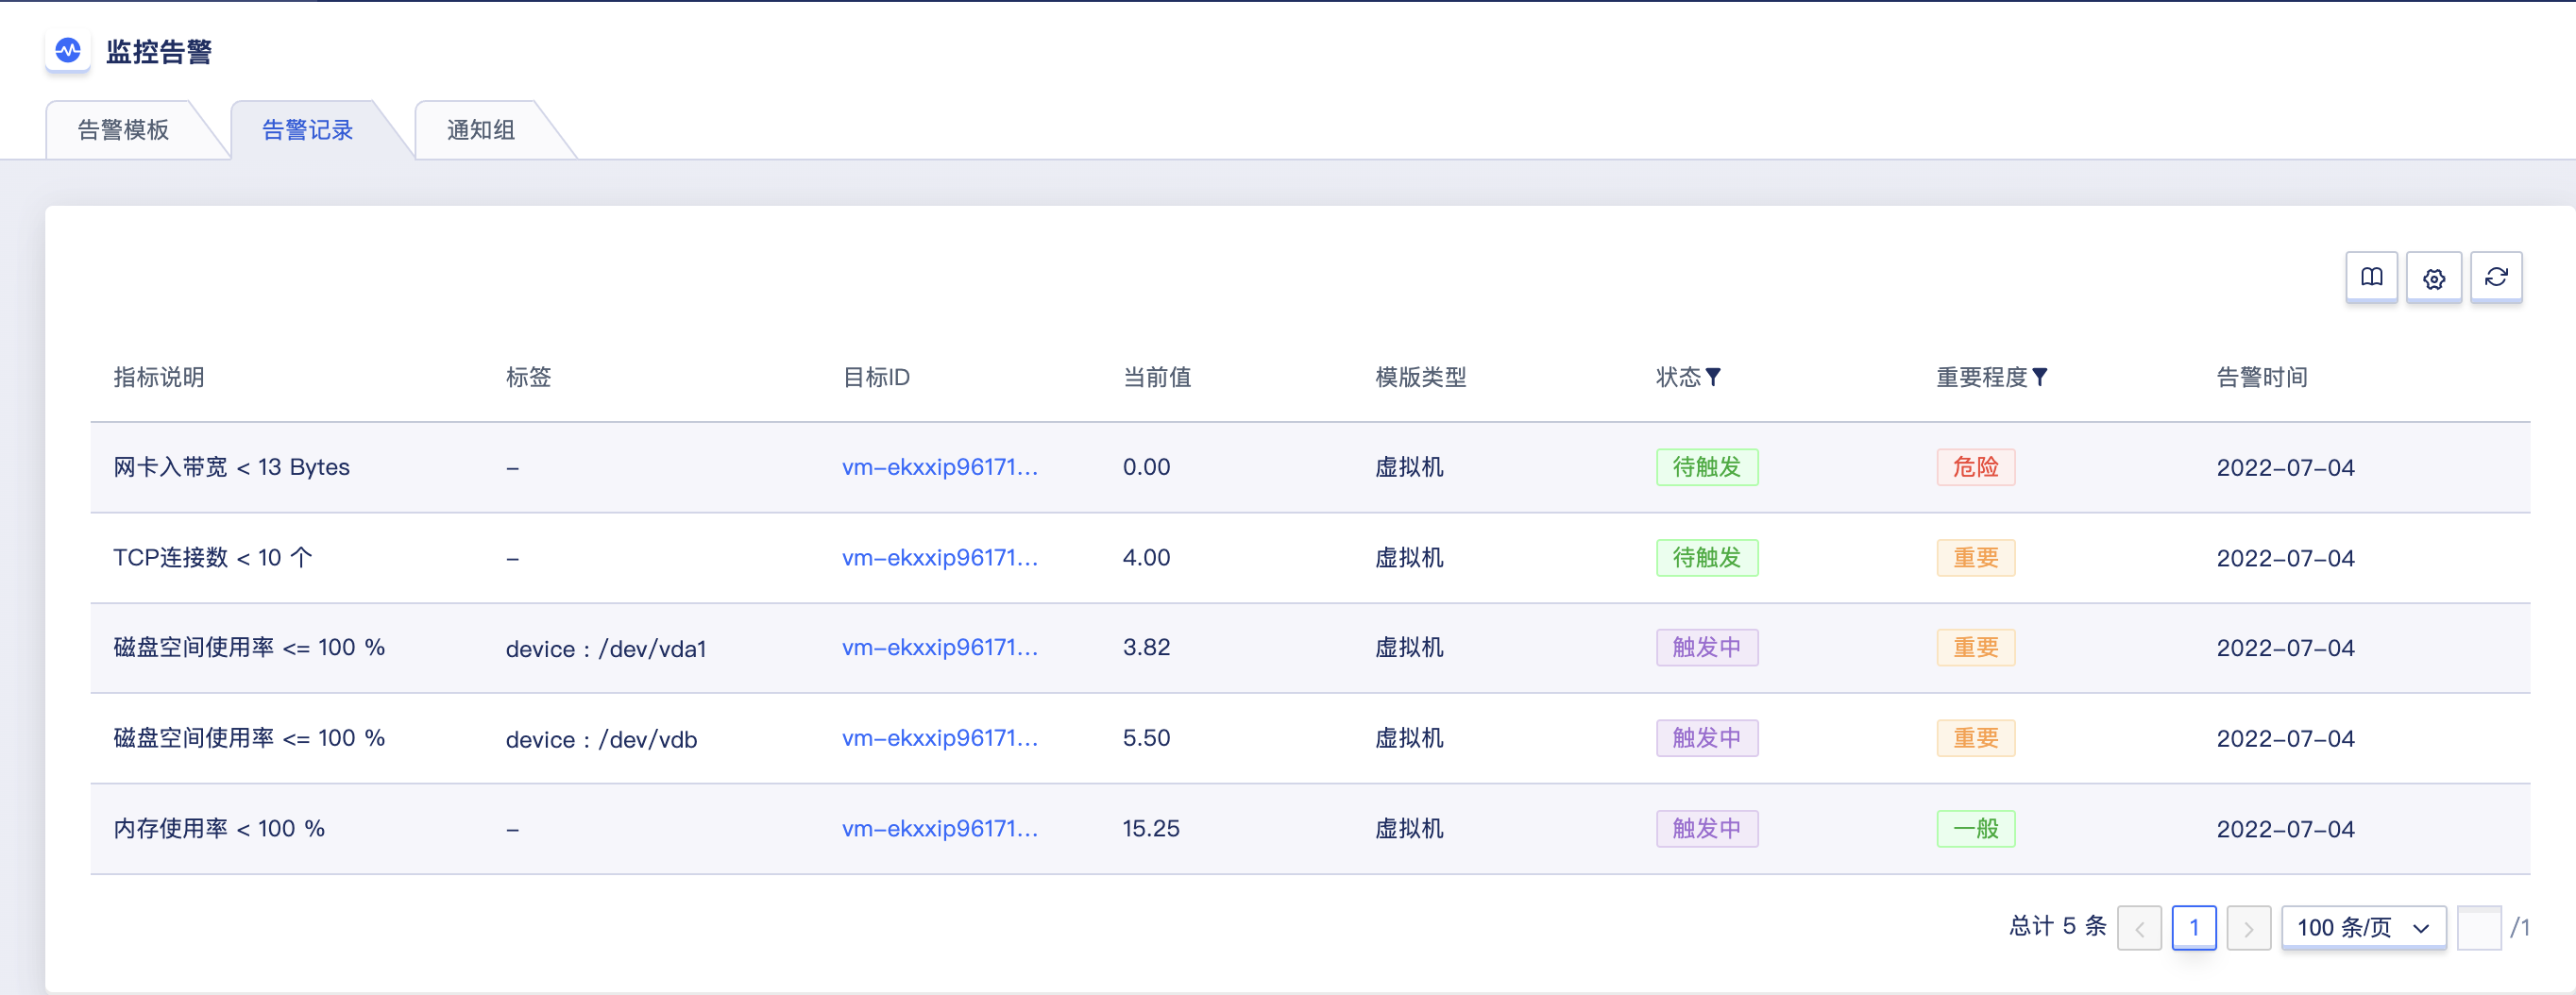 监控告警
告警模板 告警记录 通知组
指标说明 标签 目标ID 当前值 模版类型 状态 重要程度 告警时间
网卡入带宽 < 13 Bytes – vm-ekxxip96171... 0.00 虚拟机 待触发 危险 2022-07-04
TCP连接数 < 10 个 – vm-ekxxip96171... 4.00 虚拟机 待触发 重要 2022-07-04
磁盘空间使用率 <= 100 % device : /dev/vda1 vm-ekxxip96171... 3.82 虚拟机 触发中 重要 2022-07-04
磁盘空间使用率 <= 100 % device : /dev/vdb vm-ekxxip96171... 5.50 虚拟机 触发中 重要 2022-07-04
内存使用率 < 100 % – vm-ekxxip96171... 15.25 虚拟机 触发中 一般 2022-07-04
总计 5 条 1 100 条/页 /1